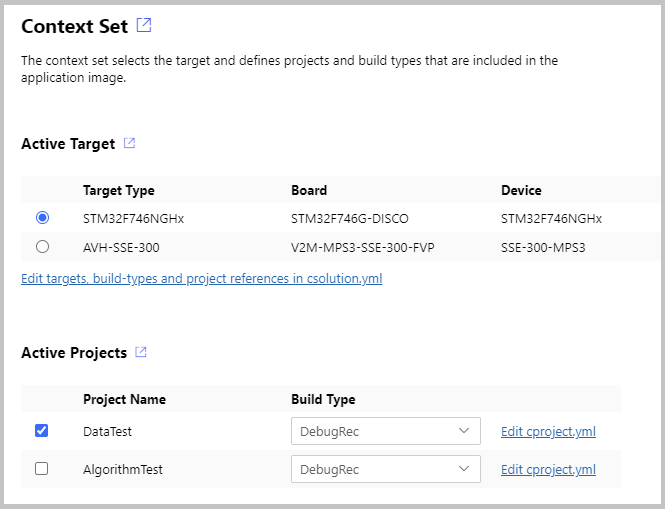 Context Set
The context set selects the target and defines projects and build types that are included in the
application image.
Active Target
Target Type Board Device
STM32F746NGHx STM32F746G-DISCO STM32F746NGHx
AVH-SSE-300 V2M-MPS3-SSE-300-FVP SSE-300-MPS3
Edit targets, build-types and project references in csolution.yml
Active Projects
Project Name Build Type
DataTest DebugRec Edit cproject.yml
AlgorithmTest DebugRec Edit cproject.yml